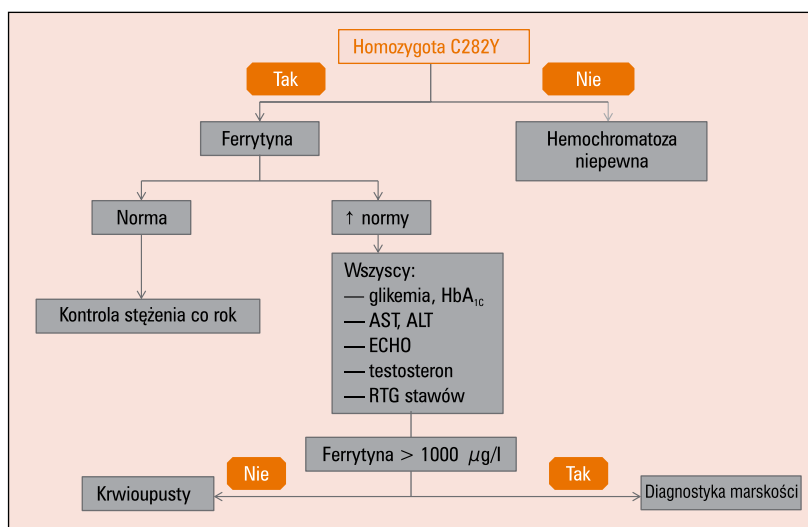 Homozygota C282Y
Tak
Nie
Ferrytyna
Hemochromatoza
niepewna
Norma
↑ normy
Kontrola stężenia co rok
Wszyscy:
— glikemia, HbA1C
— AST, ALT
— ECHO
— testosteron
— RTG stawów
Ferrytyna > 1000 µg/l
Nie
Tak
Krwioupusty
Diagnostyka marskości